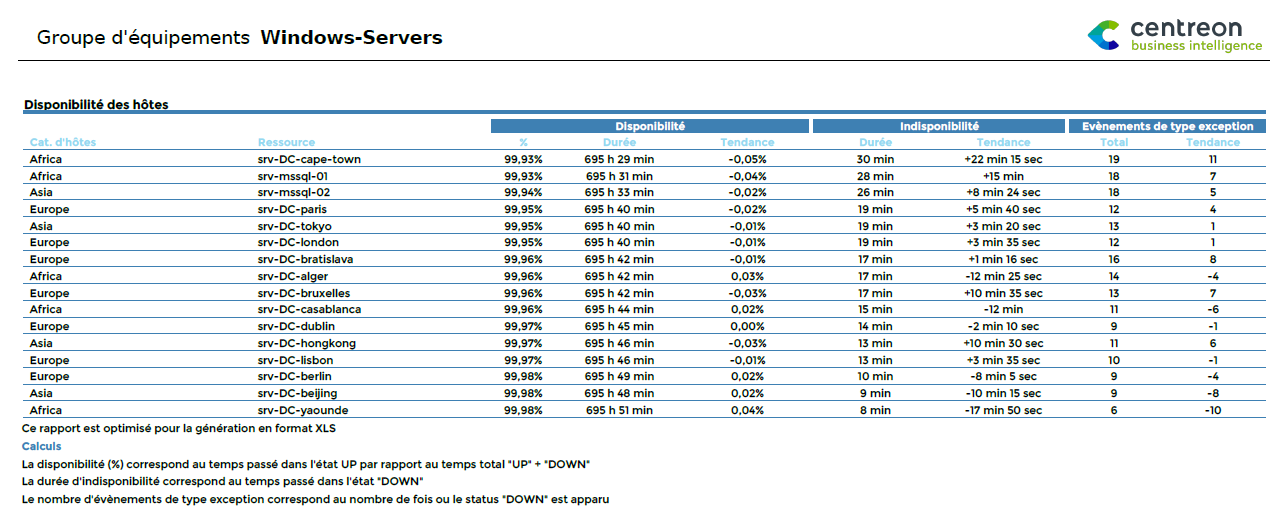 Groupe d'équipements Windows-Servers
centreon
business intelligence
Disponibilité des hôtes
Disponibilité Indisponibilité Evènements de type exception
Cat. d'hôtes Ressource % Durée Tendance Durée Tendance Total Tendance
Africa srv-DC-cape-town 99,93% 695 h 29 min -0,05% 30 min +22 min 15 sec 19 11
Africa srv-mssql-01 99,93% 695 h 31 min -0,04% 28 min +15 min 18 7
Asia srv-mssql-02 99,94% 695 h 33 min -0,02% 26 min +8 min 24 sec 18 5
Europe srv-DC-paris 99,95% 695 h 40 min -0,02% 19 min +5 min 40 sec 12 4
Asia srv-DC-tokyo 99,95% 695 h 40 min -0,01% 19 min +3 min 20 sec 13 1
Europe srv-DC-london 99,95% 695 h 40 min -0,01% 19 min +3 min 35 sec 12 1
Europe srv-DC-bratislava 99,96% 695 h 42 min -0,01% 17 min +1 min 16 sec 16 8
Africa srv-DC-alger 99,96% 695 h 42 min 0,03% 17 min -12 min 25 sec 14 -4
Europe srv-DC-bruxelles 99,96% 695 h 42 min -0,03% 17 min +10 min 35 sec 13 7
Africa srv-DC-casablanca 99,96% 695 h 44 min 0,02% 15 min -12 min 11 -6
Europe srv-DC-dublin 99,97% 695 h 45 min 0,00% 14 min -2 min 10 sec 9 -1
Asia srv-DC-hongkong 99,97% 695 h 46 min -0,03% 13 min +10 min 30 sec 11 6
Europe srv-DC-lisbon 99,97% 695 h 46 min -0,01% 13 min +3 min 35 sec 10 -1
Europe srv-DC-berlin 99,98% 695 h 49 min 0,02% 10 min -8 min 5 sec 9 -4
Asia srv-DC-beijing 99,98% 695 h 48 min 0,02% 9 min -10 min 15 sec 9 -8
Africa srv-DC-yaounde 99,98% 695 h 51 min 0,04% 8 min -17 min 50 sec 6 -10
Ce rapport est optimisé pour la génération en format XLS
Calculs
La disponibilité (%) correspond au temps passé dans l'état UP par rapport au temps total "UP" + "DOWN"
La durée d'indisponibilité correspond au temps passé dans l'état "DOWN"
Le nombre d'évènements de type exception correspond au nombre de fois ou le status "DOWN" est apparu